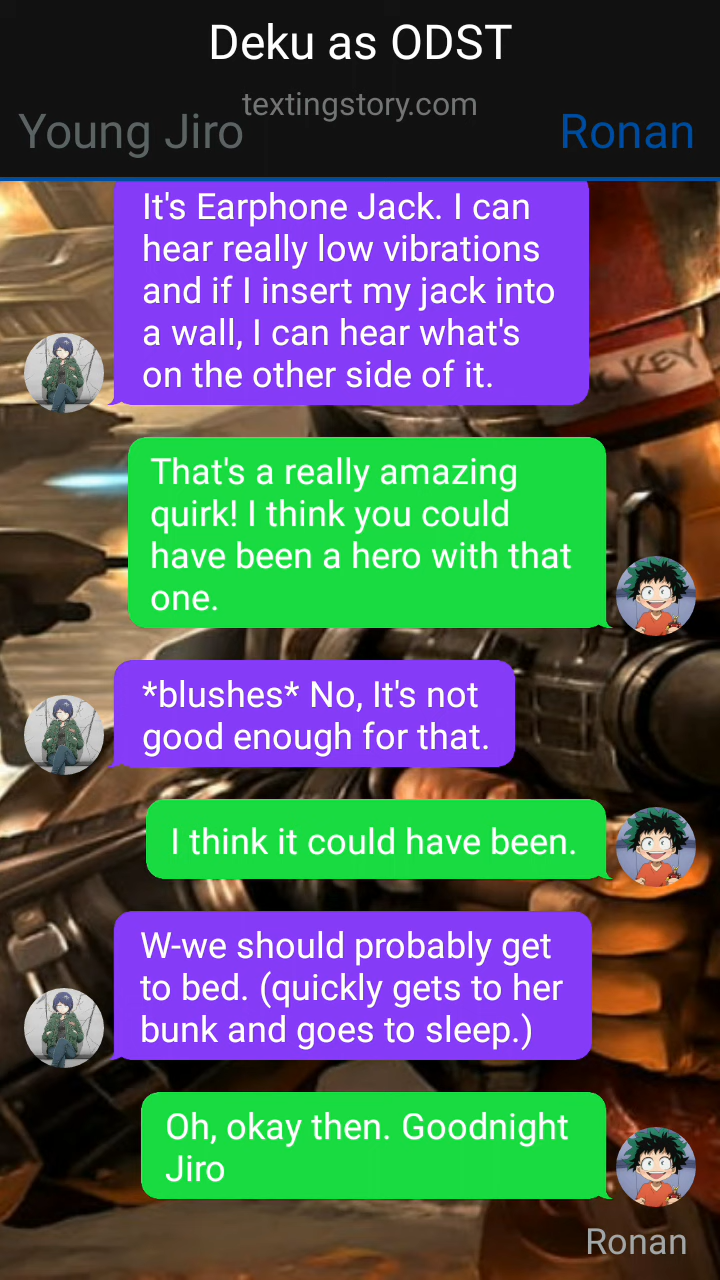 Deku as ODST
textingstory.com
Young Jiro
Ronan
It's Earphone Jack. I can
hear really low vibrations
and if I insert my jack into
a wall, I can hear what's
on the other side of it.
That's a really amazing
quirk! I think you could
have been a hero with that
one.
*blushes* No, It's not
good enough for that.
I think it could have been.
W-we should probably get
to bed. (quickly gets to her
bunk and goes to sleep.)
Oh, okay then. Goodnight
Jiro
Ronan